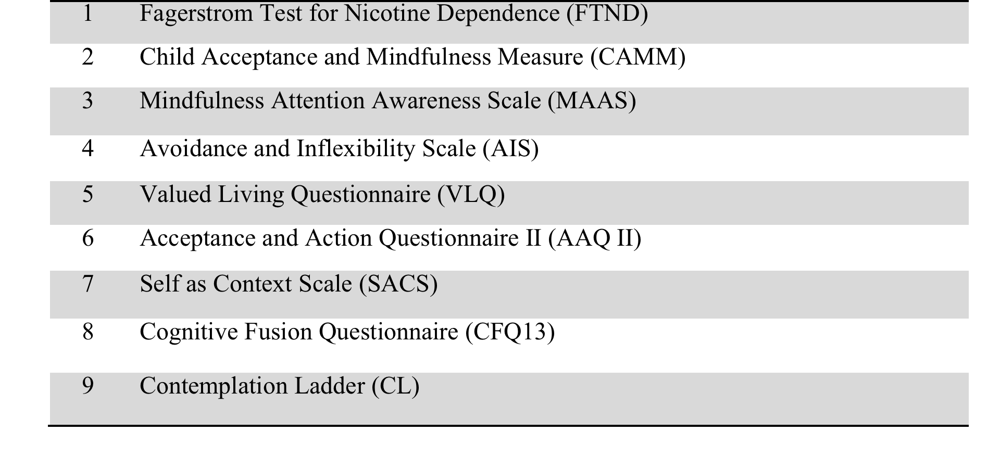 1 Fagerstrom Test for Nicotine Dependence (FTND)
2 Child Acceptance and Mindfulness Measure (CAMM)
3 Mindfulness Attention Awareness Scale (MAAS)
4 Avoidance and Inflexibility Scale (AIS)
5 Valued Living Questionnaire (VLQ)
6 Acceptance and Action Questionnaire II (AAQ II)
7 Self as Context Scale (SACS)
8 Cognitive Fusion Questionnaire (CFQ13)
9 Contemplation Ladder (CL)